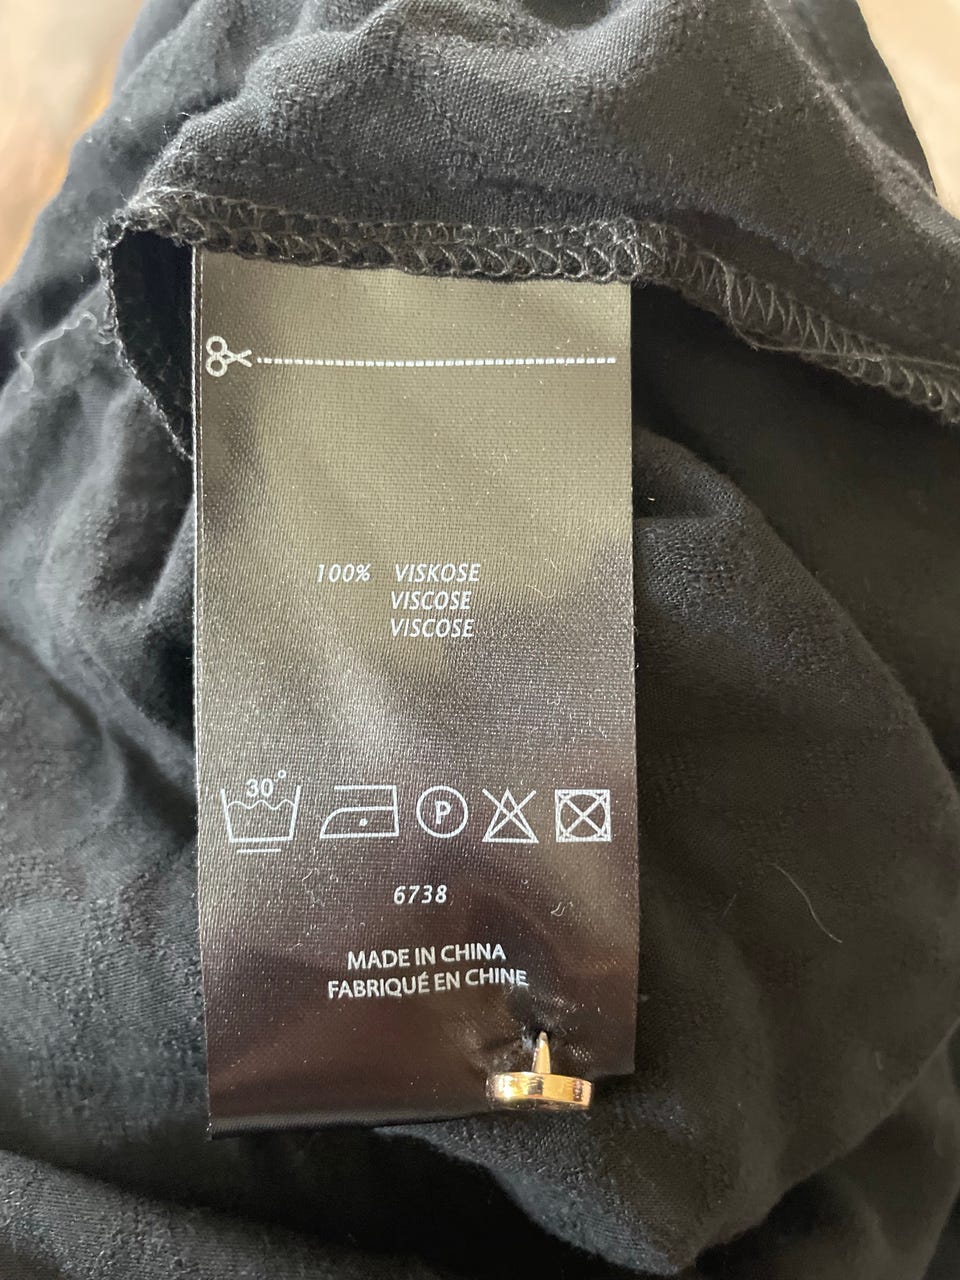 100% VISKOSE
VISCOSE
VISCOSE
30°
P
6738
MADE IN CHINA
FABRIQUÉ EN CHINE